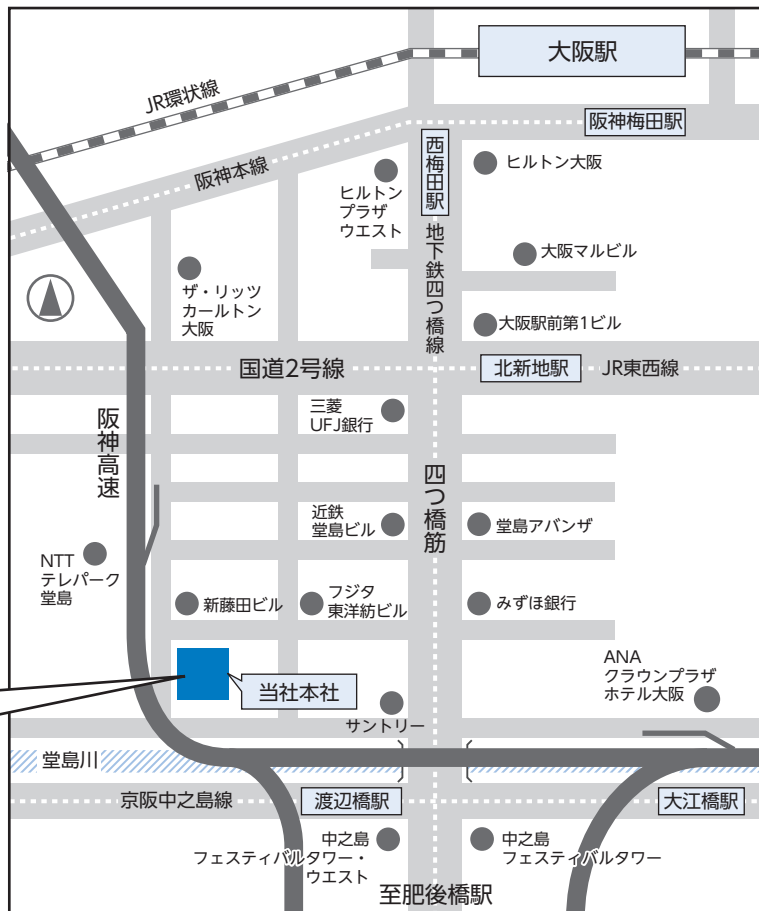 大阪駅
JR環状線
阪神梅田駅
阪神本線
西梅田駅
ヒルトン大阪
ヒルトン
プラザ
ウエスト
地下鉄四つ橋線
大阪マルビル
ザ・リッツ
カールトン
大阪
大阪駅前第1ビル
国道2号線
北新地駅
JR東西線
三菱
UFJ銀行
阪神高速
四つ橋筋
近鉄
堂島ビル
堂島アバンザ
NTT
テレパーク
堂島
新藤田ビル
フジタ
東洋紡ビル
みずほ銀行
当社本社
ANA
クラウンプラザ
ホテル大阪
サントリー
堂島川
京阪中之島線
渡辺橋駅
大江橋駅
中之島
フェスティバルタワー・
ウエスト
中之島
フェスティバルタワー
至肥後橋駅